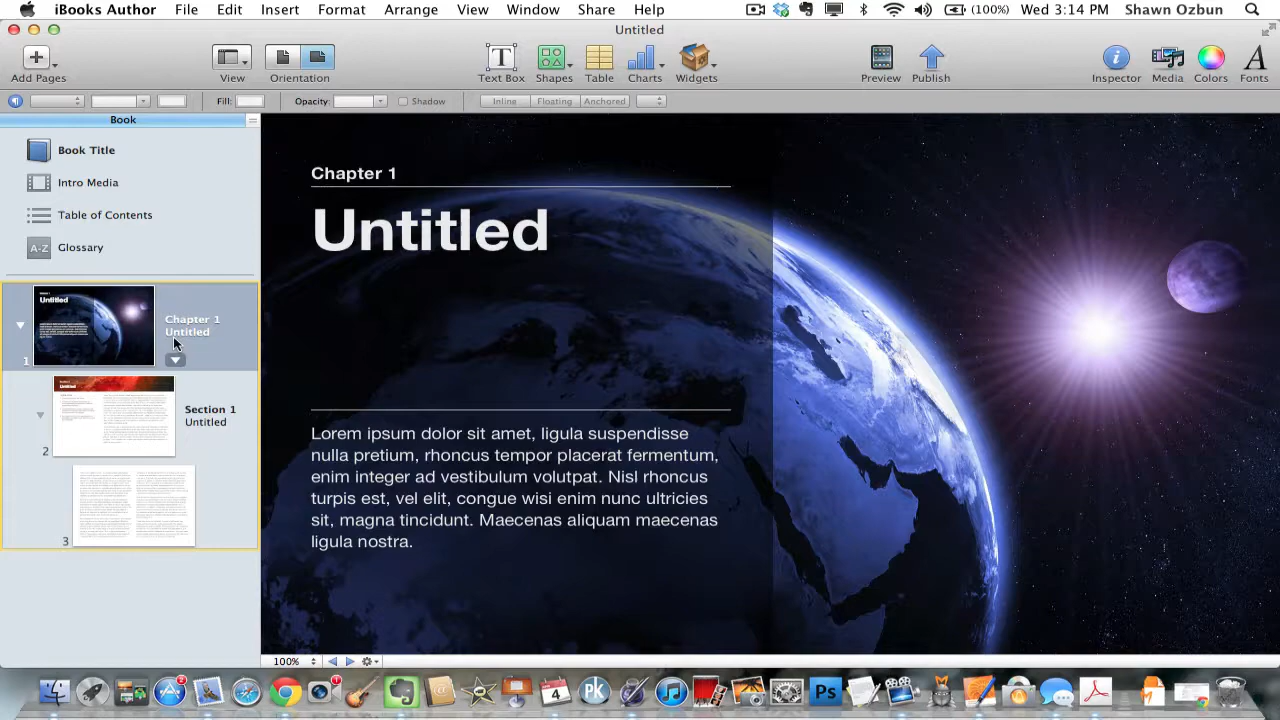 iBooks Author File Edit Insert Format Arrange View Window Share Help (100%) Wed 3:14 PM Shawn Ozbun
Untitled
Add Pages View Orientation Text Box Shapes Table Charts Widgets Preview Publish Inspector Media Colors Fonts
Fill: Opacity: Shadow Inline Floating Anchored
Book
Book Title
Intro Media
Table of Contents
A-Z Glossary
Chapter 1
Untitled
1
Section 1
Untitled
2
3
Chapter 1
Untitled
Lorem ipsum dolor sit amet, ligula suspendisse
nulla pretium, rhoncus tempor placerat fermentum,
enim integer ad vestibulum volutpat. Nisl rhoncus
turpis est, vel elit, congue wisi enim nunc ultricies
sit, magna tincidunt. Maecenas aliquam maecenas
ligula nostra.
100%